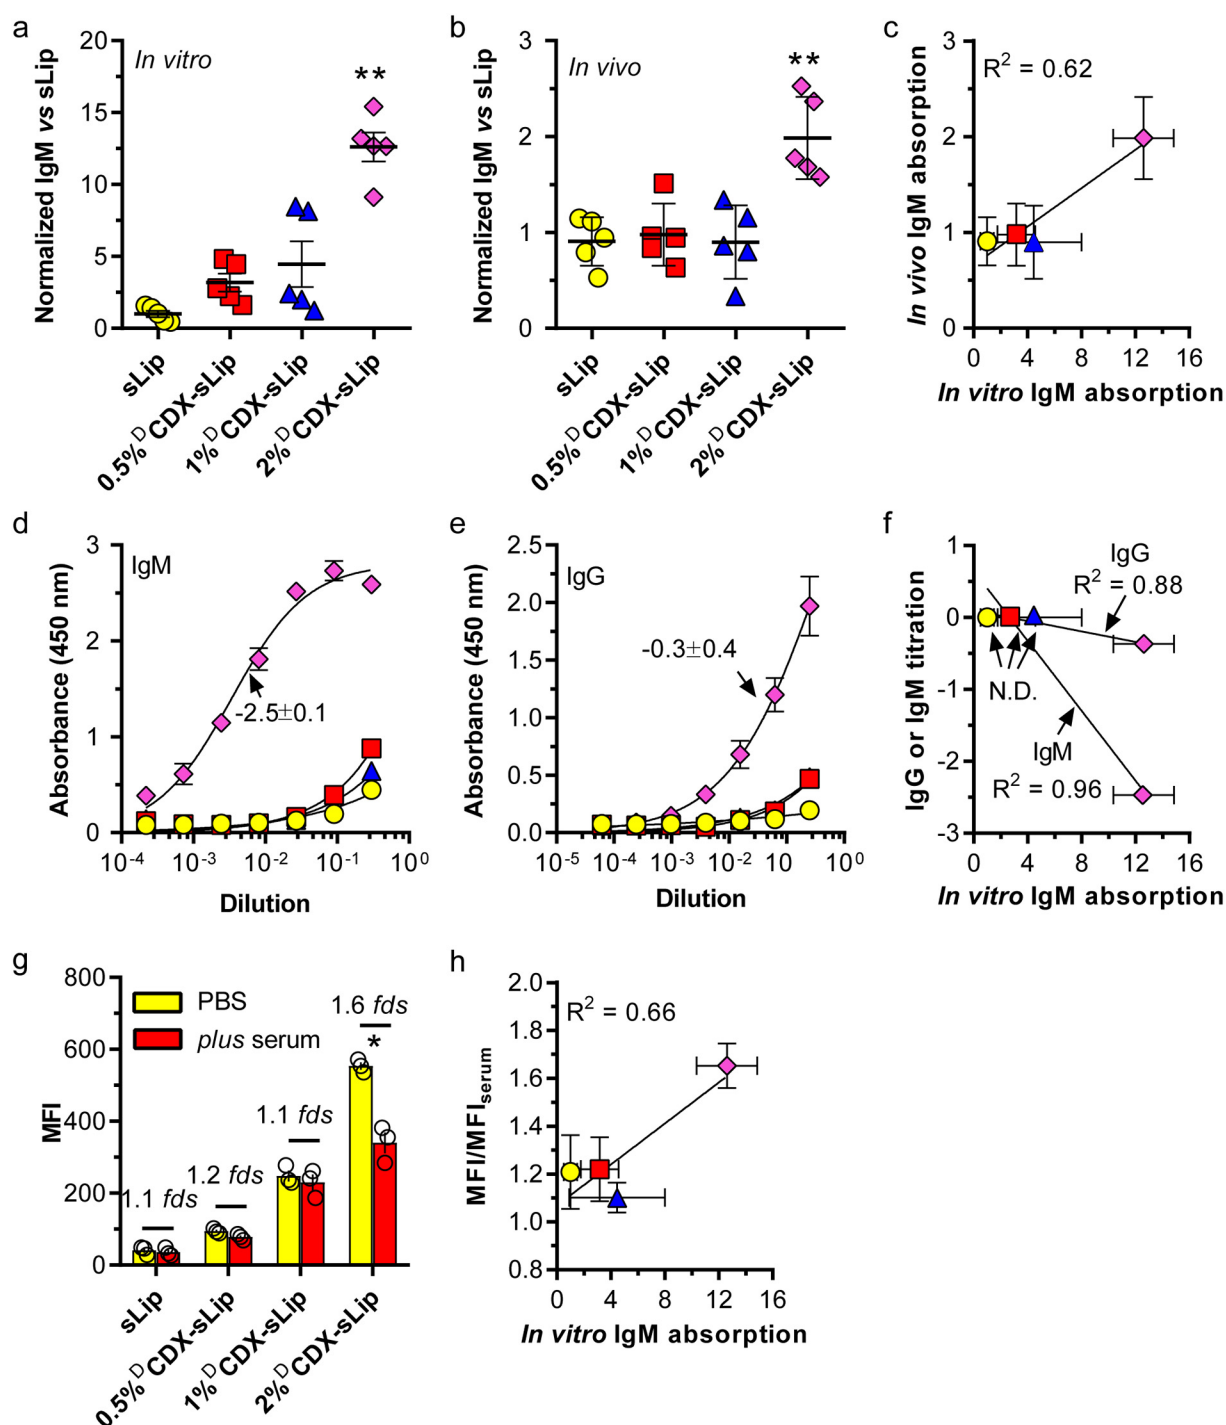 a
Normalized IgM vs sLip
20
15
10
5
0
In vitro
**
sLip
0.5%ᴰCDX-sLip
1%ᴰCDX-sLip
2%ᴰCDX-sLip
b
Normalized IgM vs sLip
3
2
1
0
In vivo
**
sLip
0.5%ᴰCDX-sLip
1%ᴰCDX-sLip
2%ᴰCDX-sLip
c
In vivo IgM absorption
3
2
1
0
R² = 0.62
0 4 8 12 16
In vitro IgM absorption
d
Absorbance (450 nm)
3
2
1
0
IgM
-2.5±0.1
10⁻⁴ 10⁻³ 10⁻² 10⁻¹ 10⁰
Dilution
e
Absorbance (450 nm)
2.5
2.0
1.5
1.0
0.5
0.0
IgG
-0.3±0.4
10⁻⁵ 10⁻⁴ 10⁻³ 10⁻² 10⁻¹ 10⁰
Dilution
f
IgG or IgM titration
1
0
-1
-2
-3
IgG
R² = 0.88
N.D.
IgM
R² = 0.96
0 4 8 12 16
In vitro IgM absorption
g
MFI
800
600
400
200
0
PBS
plus serum
1.1 fds
1.2 fds
1.1 fds
1.6 fds
*
sLip
0.5%ᴰCDX-sLip
1%ᴰCDX-sLip
2%ᴰCDX-sLip
h
MFI/MFIserum
2.0
1.8
1.6
1.4
1.2
1.0
0.8
R² = 0.66
0 4 8 12 16
In vitro IgM absorption